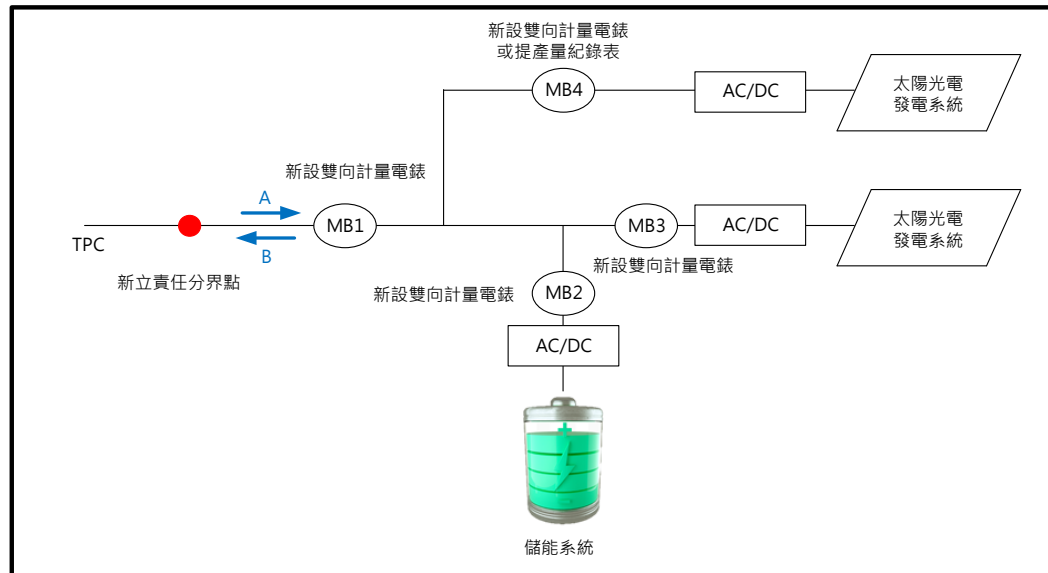 新設雙向計量電錶
或提產量紀錄表
MB4
AC/DC
太陽光電
發電系統
新設雙向計量電錶
A
MB1
B
TPC
新立責任分界點
MB3
AC/DC
太陽光電
發電系統
新設雙向計量電錶
新設雙向計量電錶
MB2
AC/DC
儲能系統